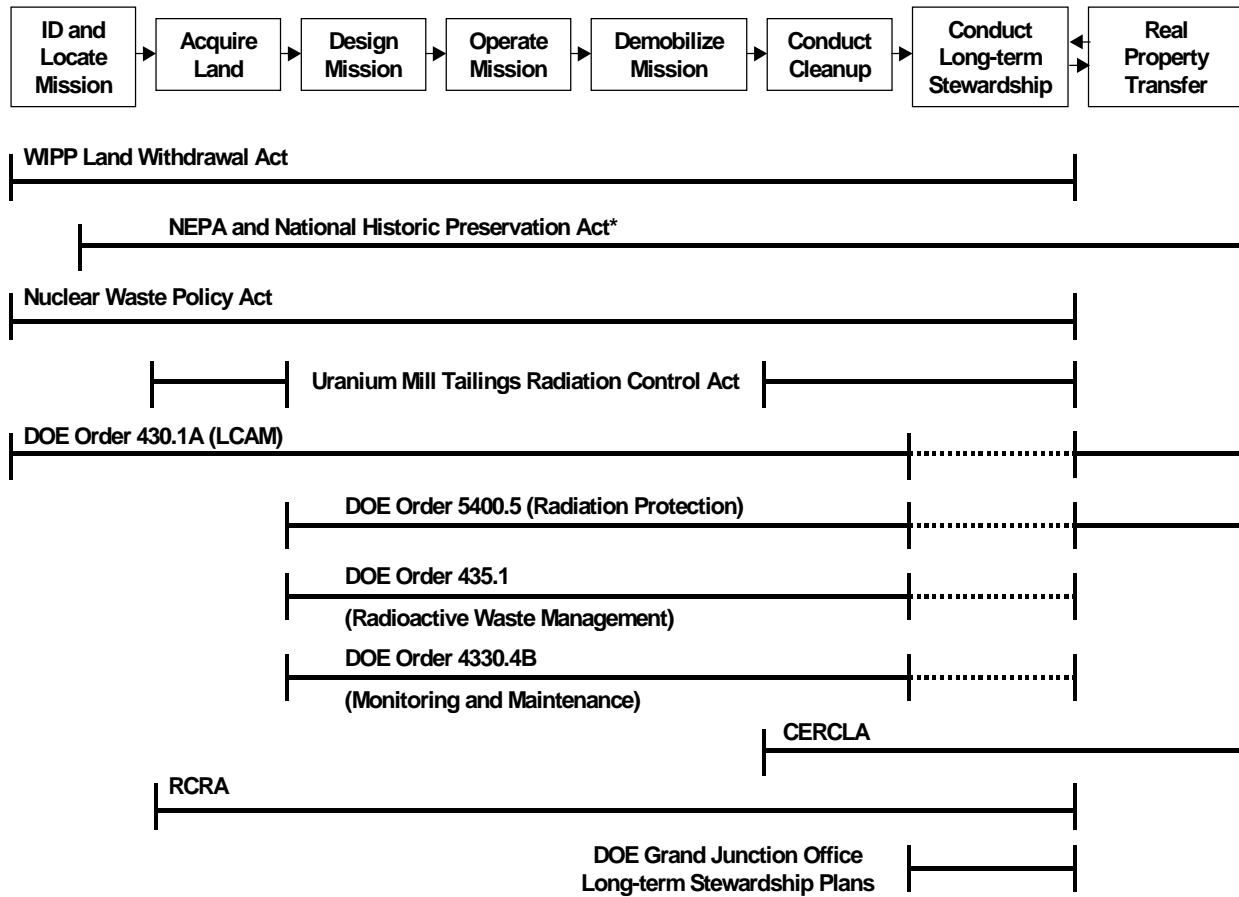 ID and
Locate
Mission
Acquire
Land
Design
Mission
Operate
Mission
Demobilize
Mission
Conduct
Cleanup
Conduct
Long-term
Stewardship
Real
Property
Transfer
WIPP Land Withdrawal Act
NEPA and National Historic Preservation Act*
Nuclear Waste Policy Act
Uranium Mill Tailings Radiation Control Act
DOE Order 430.1A (LCAM)
DOE Order 5400.5 (Radiation Protection)
DOE Order 435.1
(Radioactive Waste Management)
DOE Order 4330.4B
(Monitoring and Maintenance)
CERCLA
RCRA
DOE Grand Junction Office
Long-term Stewardship Plans